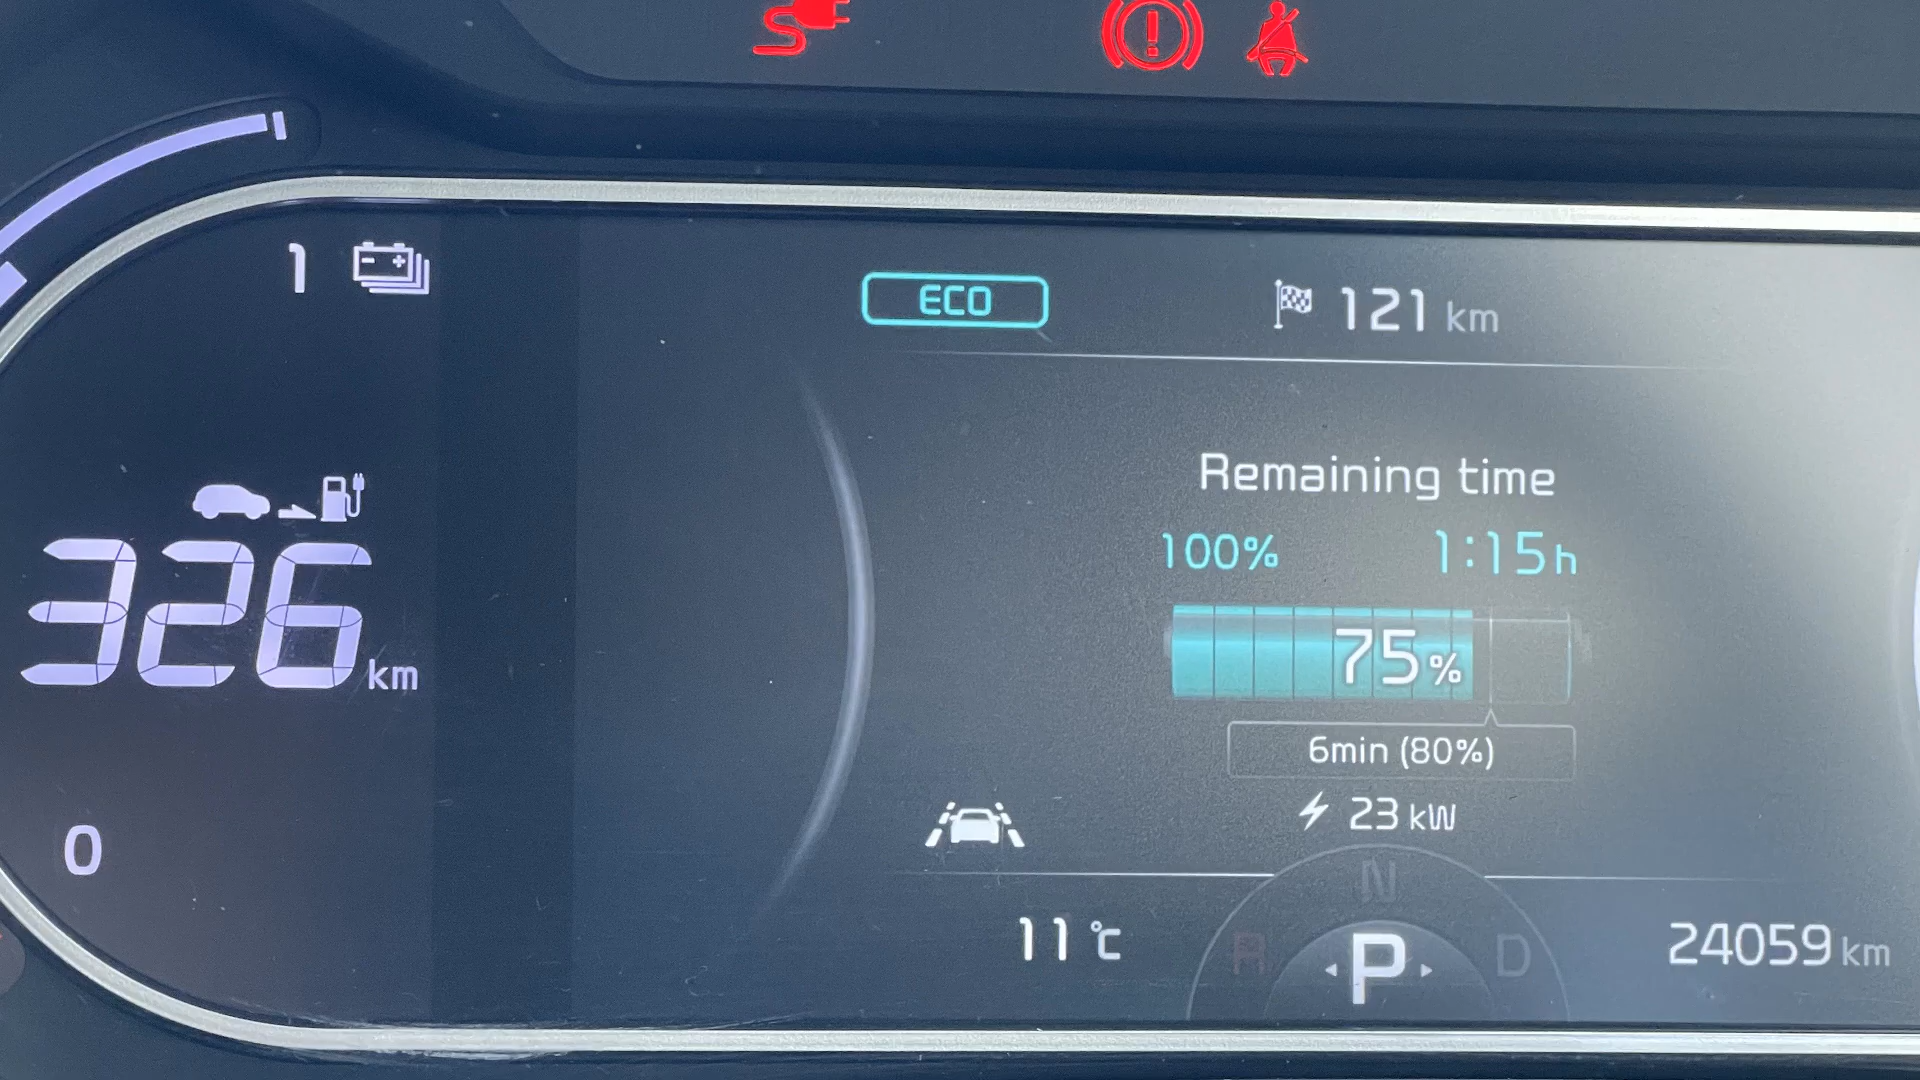 1
ECO
121 km
Remaining time
100% 1:15h
326 km
75%
6min (80%)
23 kW
0
N
11 °C
R P D
24059 km